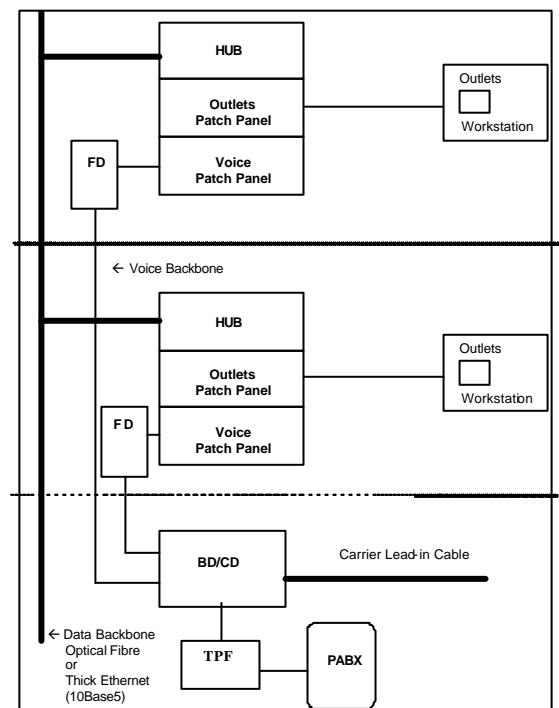 HUB
Outlets
Patch Panel
Voice
Patch Panel
FD
Outlets
Workstation
← Voice Backbone
HUB
Outlets
Patch Panel
Voice
Patch Panel
FD
Outlets
Workstation
BD/CD
Carrier Lead-in Cable
← Data Backbone
Optical Fibre
or
Thick Ethernet
(10Base5)
TPF
PABX